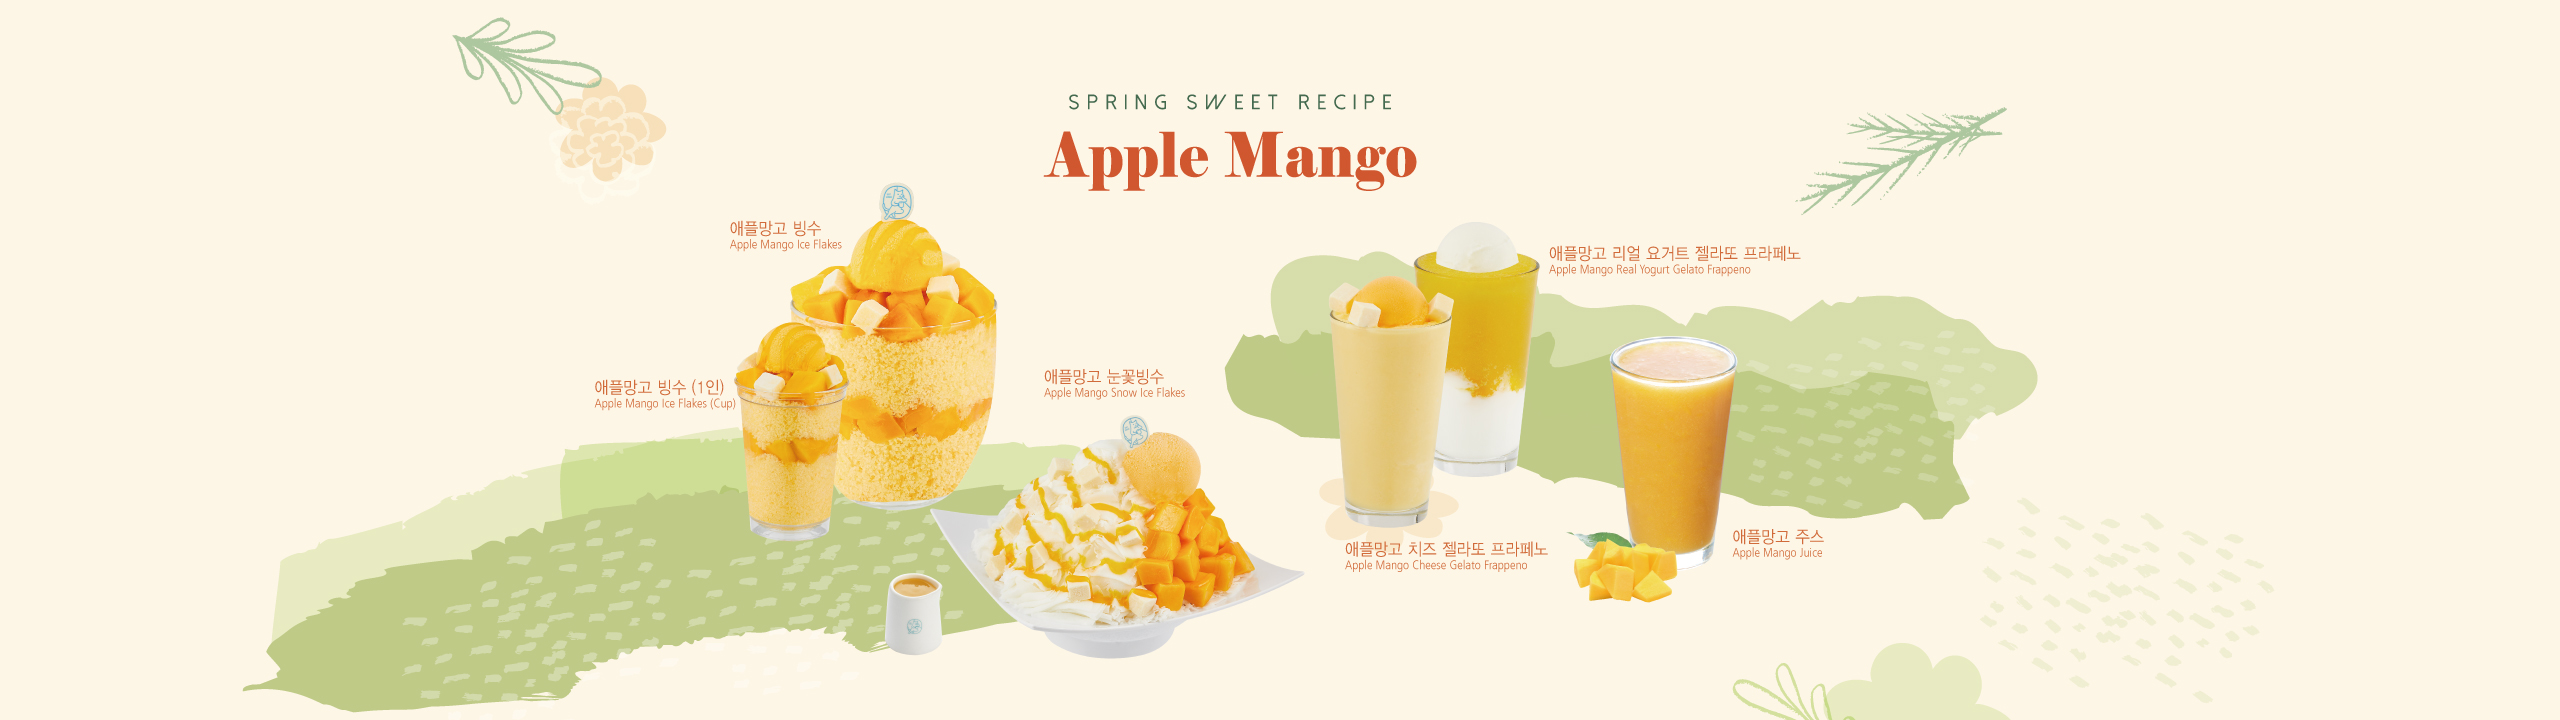 SPRING SWEET RECIPE
Apple Mango
애플망고 빙수
Apple Mango Ice Flakes
애플망고 빙수 (1인)
Apple Mango Ice Flakes (Cup)
애플망고 눈꽃빙수
Apple Mango Snow Ice Flakes
애플망고 리얼 요거트 젤라또 프라페노
Apple Mango Real Yogurt Gelato Frappeno
애플망고 치즈 젤라또 프라페노
Apple Mango Cheese Gelato Frappeno
애플망고 주스
Apple Mango Juice